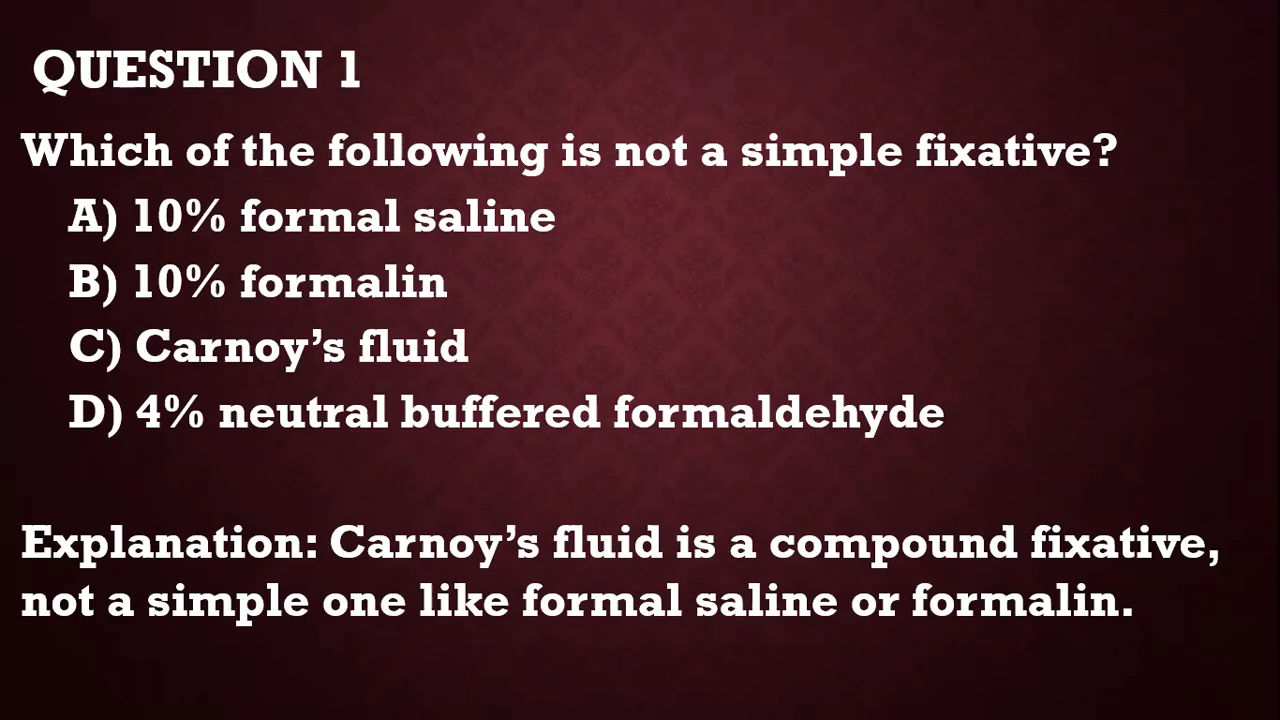 QUESTION 1
Which of the following is not a simple fixative?
A) 10% formal saline
B) 10% formalin
C) Carnoy’s fluid
D) 4% neutral buffered formaldehyde
Explanation: Carnoy’s fluid is a compound fixative,
not a simple one like formal saline or formalin.